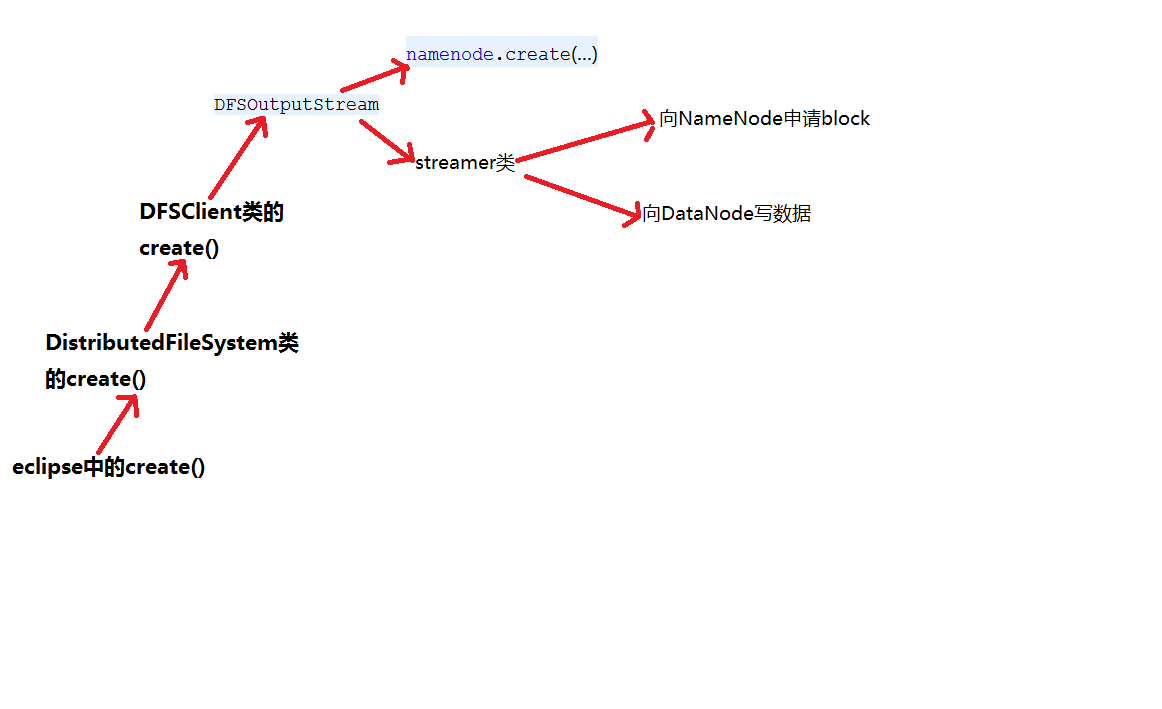 namenode.create(...)
DFSOutputStream
向NameNode申请block
streamer类
DFSClient类的
create()
向DataNode写数据
DistributedFileSystem类
的create()
eclipse中的create()